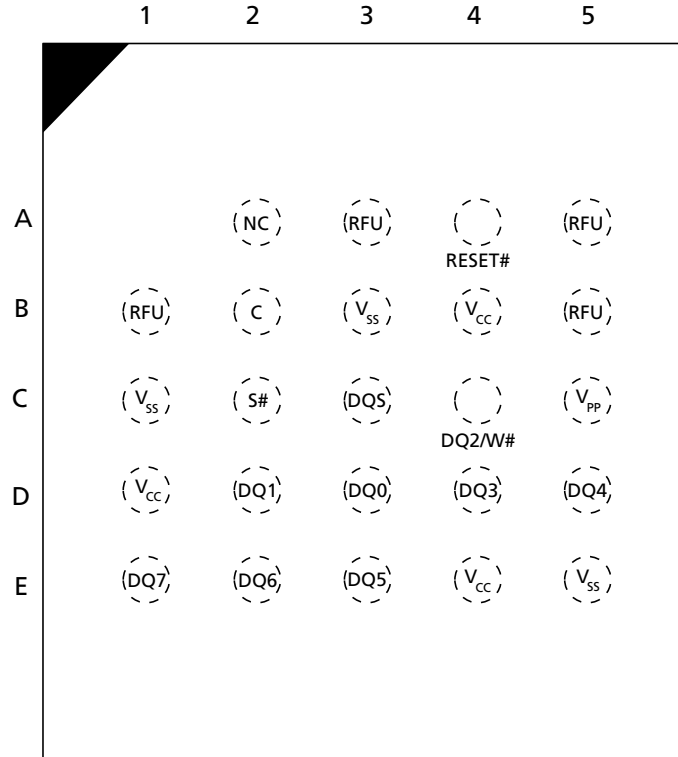 1 2 3 4 5
A NC RFU RFU
RESET#
B RFU C VSS VCC RFU
C VSS S# DQS VPP
DQ2/W#
D VCC DQ1 DQ0 DQ3 DQ4
E DQ7 DQ6 DQ5 VCC VSS